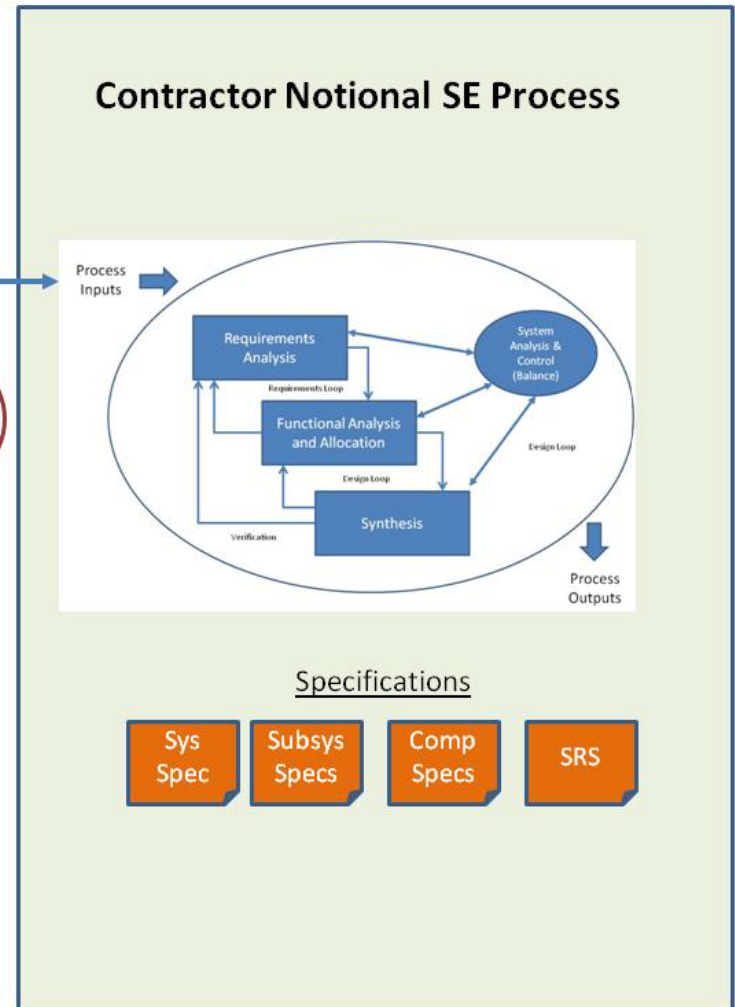 Contractor Notional SE Process
Process
Inputs
Requirements
Analysis
System
Analysis &
Control
(Balance)
Requirements Loop
Functional Analysis
and Allocation
Design Loop
Design Loop
Synthesis
Verification
Process
Outputs
Specifications
Sys
Spec
Subsys
Specs
Comp
Specs
SRS